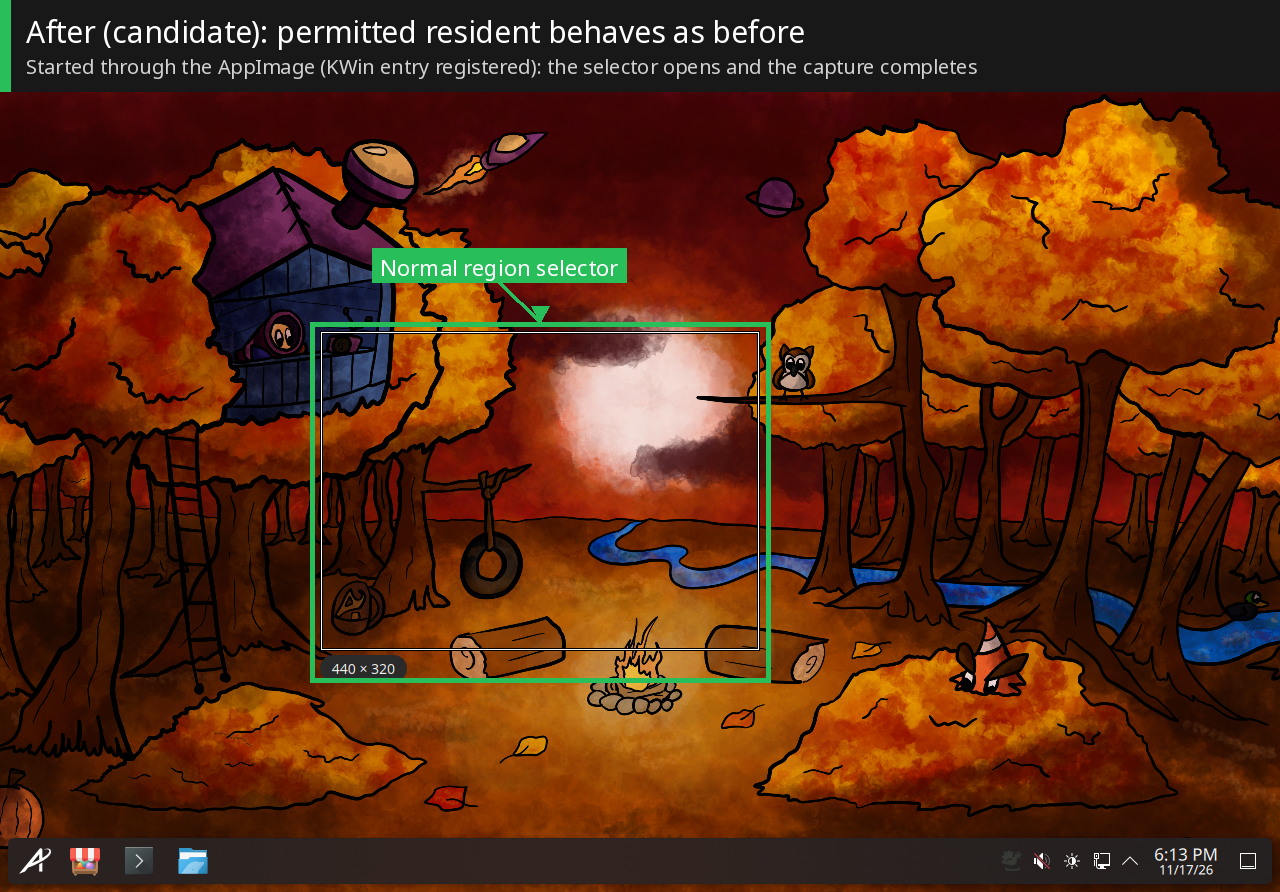 After (candidate): permitted resident behaves as before
Started through the AppImage (KWin entry registered): the selector opens and the capture completes
Normal region selector
440 × 320
6:13 PM
11/17/26